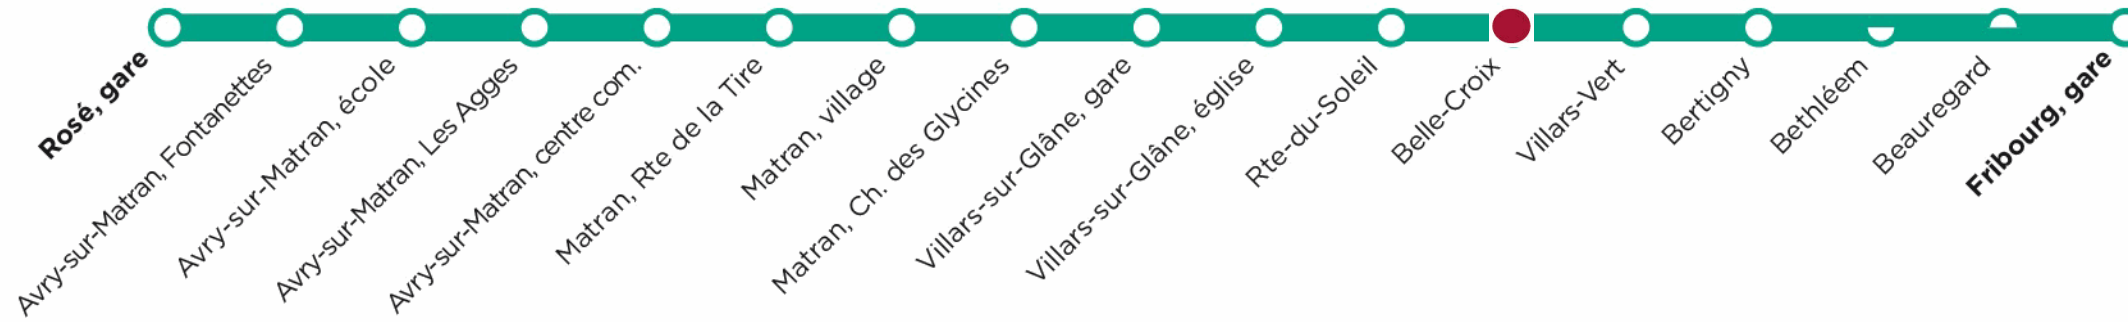 Rosé, gare
Avry-sur-Matran, Fontanettes
Avry-sur-Matran, école
Avry-sur-Matran, Les Agges
Avry-sur-Matran, centre com.
Matran, Rte de la Tire
Matran, village
Matran, Ch. des Glycines
Villars-sur-Glâne, gare
Villars-sur-Glâne, église
Rte-du-Soleil
Belle-Croix
Villars-Vert
Bertigny
Bethléem
Beauregard
Fribourg, gare